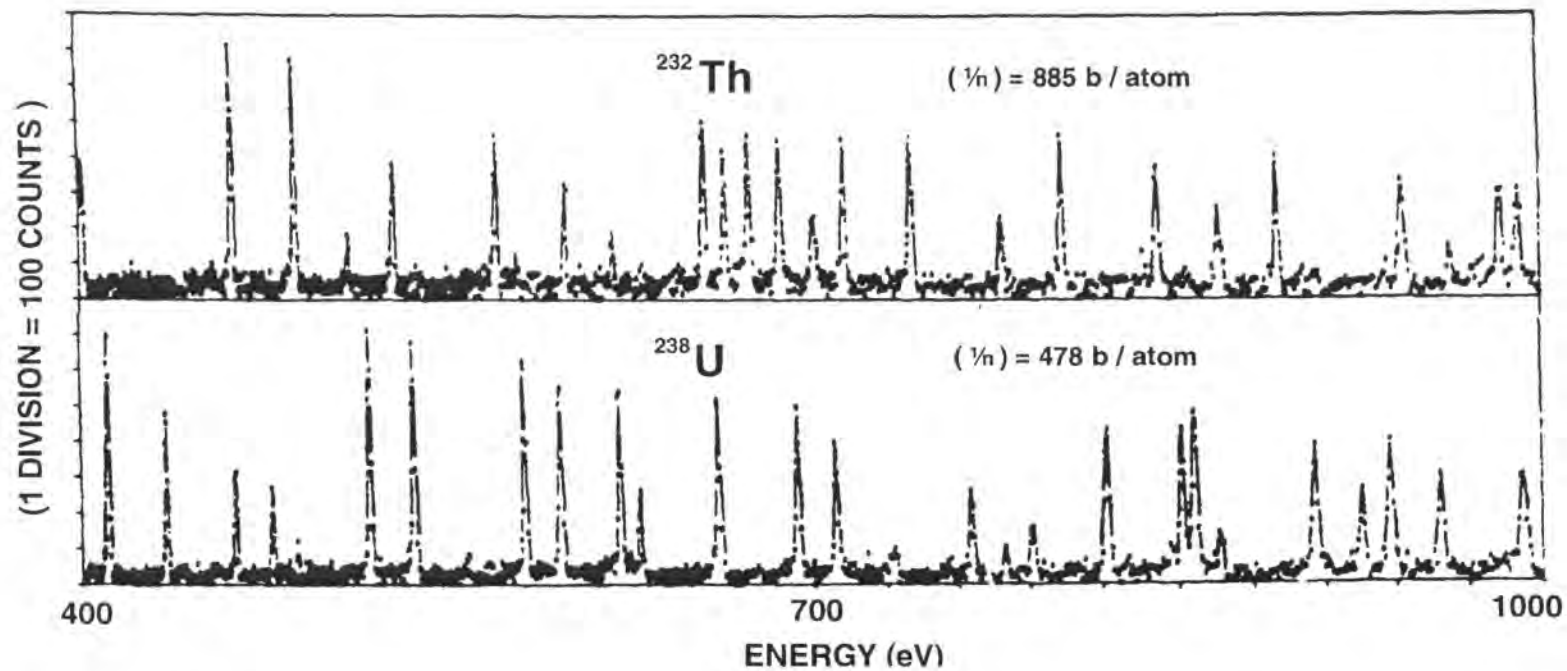 (1 DIVISION = 100 COUNTS)
²³²Th
(¹/n) = 885 b / atom
²³⁸U
(¹/n) = 478 b / atom
400 700 1000
ENERGY (eV)